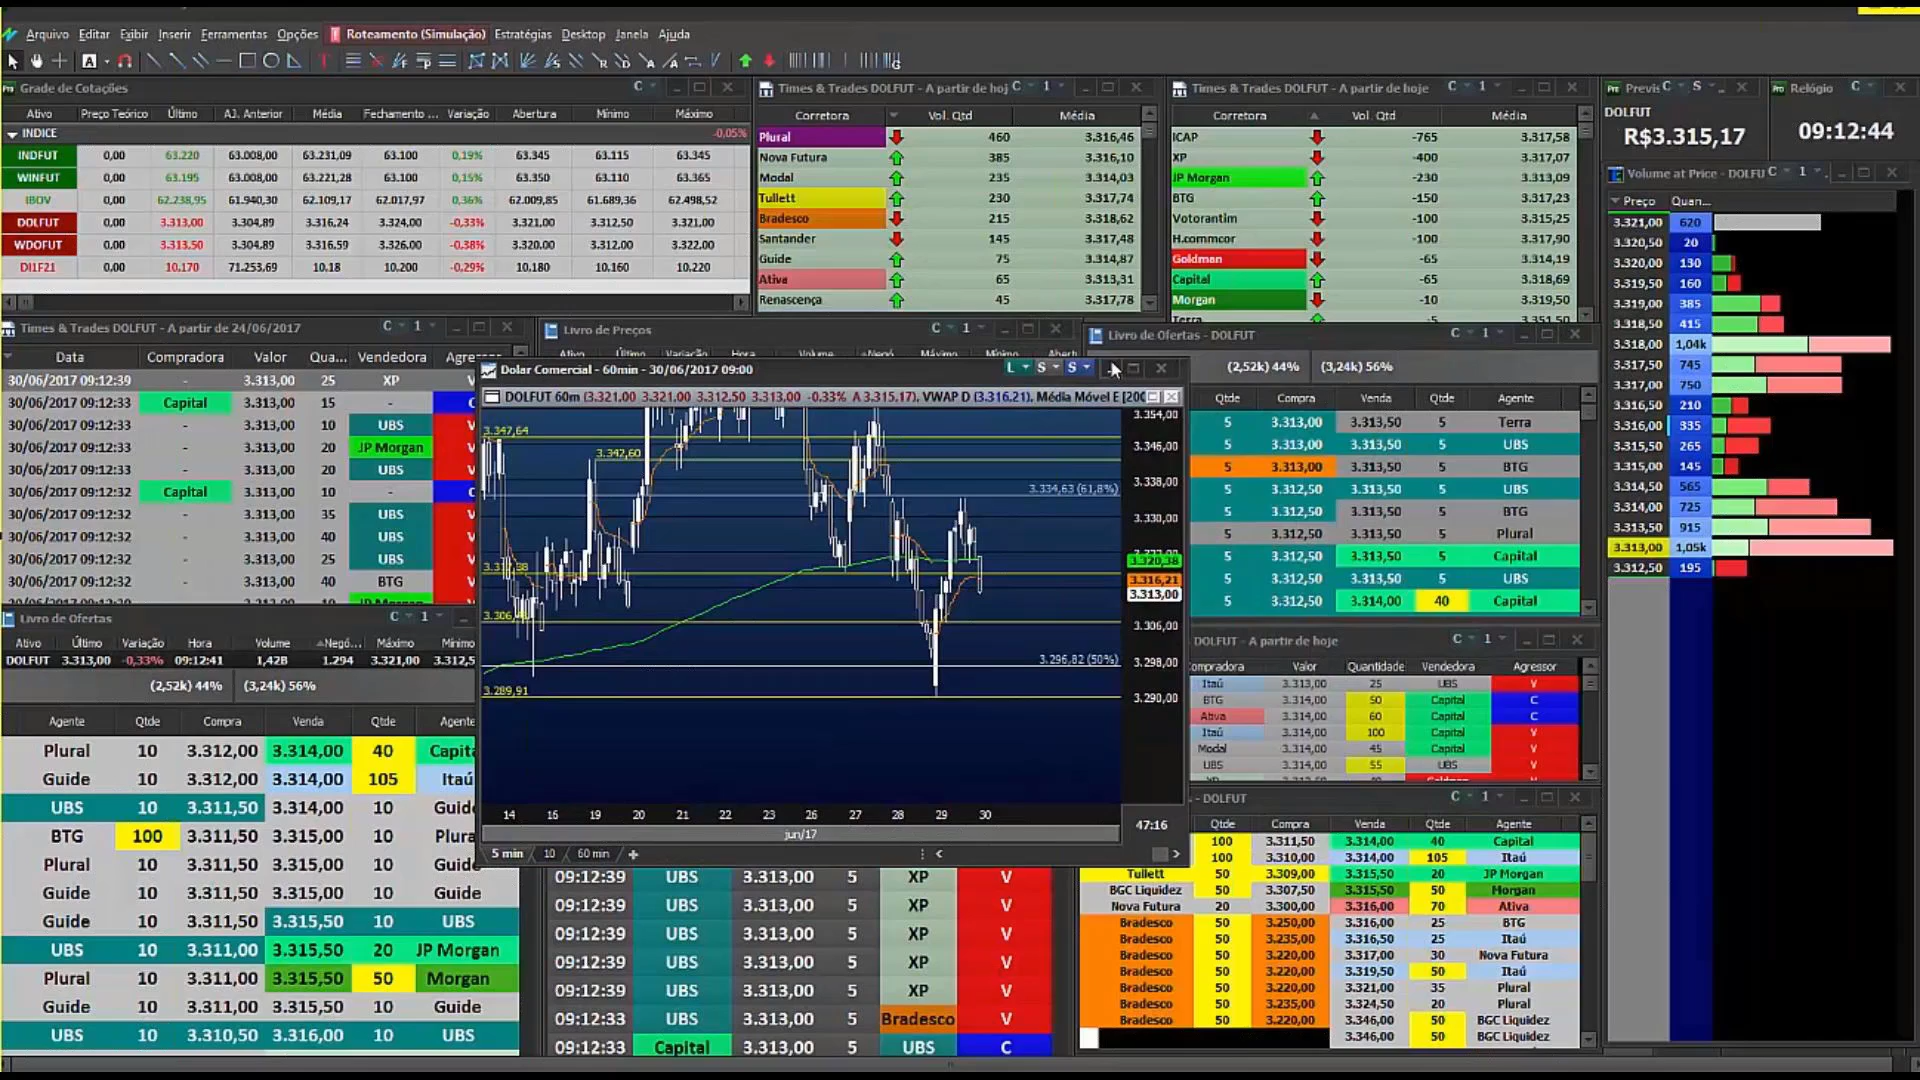 Arquivo Editar Exibir Inserir Ferramentas Opções Roteamento (Simulação) Estratégias Desktop Janela Ajuda
Grade de Cotações
Ativo Preço Teórico Último AJ. Anterior Média Fechamento ... Variação Abertura Mínimo Máximo
INDICE -0,05%
INDFUT 0,00 63.220 63.008,00 63.231,09 63.100 0,19% 63.345 63.115 63.345
WINFUT 0,00 63.195 63.008,00 63.221,28 63.100 0,15% 63.350 63.110 63.365
IBOV 0,00 62.238,95 61.940,30 62.109,17 62.017,97 0,36% 62.009,85 61.689,36 62.498,52
DOLFUT 0,00 3.313,00 3.304,89 3.316,24 3.324,00 -0,33% 3.321,00 3.312,50 3.321,00
WDOFUT 0,00 3.313,50 3.304,89 3.316,59 3.326,00 -0,38% 3.320,00 3.312,00 3.322,00
DI1F21 0,00 10,170 71.253,69 10,18 10,200 -0,29% 10,180 10,160 10,220
Times & Trades DOLFUT - A partir de hoj C 1
Corretora Vol. Qtd Média
Plural 460 3.316,46
Nova Futura 385 3.316,10
Modal 235 3.314,03
Tullett 230 3.317,74
Bradesco 215 3.318,62
Santander 145 3.317,48
Guide 75 3.314,87
Ativa 65 3.313,31
Renascença 45 3.317,78
Times & Trades DOLFUT - A partir de hoje C 1
Corretora Vol. Qtd Média
ICAP -765 3.317,58
XP -400 3.317,07
JP Morgan -230 3.313,09
BTG -150 3.317,23
Votorantim -100 3.315,25
H.commcor -100 3.317,90
Goldman -65 3.314,19
Capital -65 3.318,69
Morgan -10 3.319,50
Terra -5 3.351,50
Previs C S
DOLFUT
R$3.315,17
Relógio C
09:12:44
Volume at Price - DOLFU C 1
Preço Quan...
3.321,00 620
3.320,50 20
3.320,00 130
3.319,50 160
3.319,00 385
3.318,50 415
3.318,00 1,04k
3.317,50 745
3.317,00 750
3.316,50 210
3.316,00 335
3.315,50 265
3.315,00 145
3.314,50 565
3.314,00 725
3.313,50 915
3.313,00 1,05k
3.312,50 195
Times & Trades DOLFUT - A partir de 24/06/2017 C 1
Data Compradora Valor Qua... Vendedora Agress
30/06/2017 09:12:39 - 3.313,00 25 XP V
30/06/2017 09:12:33 Capital 3.313,00 15 - C
30/06/2017 09:12:33 - 3.313,00 10 UBS V
30/06/2017 09:12:33 - 3.313,00 20 JP Morgan V
30/06/2017 09:12:33 - 3.313,00 20 UBS V
30/06/2017 09:12:32 Capital 3.313,00 10 - C
30/06/2017 09:12:32 - 3.313,00 35 UBS V
30/06/2017 09:12:32 - 3.313,00 40 UBS V
30/06/2017 09:12:32 - 3.313,00 25 UBS V
30/06/2017 09:12:32 - 3.313,00 40 BTG V
Livro de Preços C 1
Ativo Último Variação Hora Volume Negó. Máximo Mínimo Abert
Livro de Ofertas - DOLFUT C 1
(2,52k) 44% (3,24k) 56%
Qtde Compra Venda Qtde Agente
5 3.313,00 3.313,50 5 Terra
5 3.313,00 3.313,50 5 UBS
5 3.313,00 3.313,50 5 BTG
5 3.312,50 3.313,50 5 UBS
5 3.312,50 3.313,50 5 BTG
5 3.312,50 3.313,50 5 Plural
5 3.312,50 3.313,50 5 Capital
5 3.312,50 3.313,50 5 UBS
5 3.312,50 3.314,00 40 Capital
Dolar Comercial - 60min - 30/06/2017 09:00 L S S
DOLFUT 60m (3.321,00 3.321,00 3.312,50 3.313,00 -0.33% A 3.315,17), VWAP D (3.316,21), Média Móvel E [200
3.347,64
3.342,60
3.334,63 (61,8%)
3.296,82 (50%)
3.289,91
3.354,00
3.346,00
3.338,00
3.330,00
3.320,38
3.316,21
3.313,00
3.306,00
3.298,00
3.290,00
14 16 19 20 21 22 23 26 27 28 29 30
jun/17
47:16
5 min 10 60 min +
Livro de Ofertas C 1
Ativo Último Variação Hora Volume Negó... Máximo Mínimo
DOLFUT 3.313,00 -0,33% 09:12:41 1,42B 1.294 3.321,00 3.312,5
(2,52k) 44% (3,24k) 56%
Agente Qtde Compra Venda Qtde Agente
Plural 10 3.312,00 3.314,00 40 Capita
Guide 10 3.312,00 3.314,00 105 Itaú
UBS 10 3.311,50 3.314,00 10 Guide
BTG 100 3.311,50 3.315,00 10 Plura
Plural 10 3.311,50 3.315,00 10 Guide
Guide 10 3.311,50 3.315,00 10 Guide
Guide 10 3.311,50 3.315,50 10 UBS
UBS 10 3.311,00 3.315,50 20 JP Morgan
Plural 10 3.311,00 3.315,50 50 Morgan
Guide 10 3.311,00 3.315,50 10 Guide
UBS 10 3.310,50 3.316,00 10 UBS
09:12:39 UBS 3.313,00 5 XP V
09:12:39 UBS 3.313,00 5 XP V
09:12:39 UBS 3.313,00 5 XP V
09:12:39 UBS 3.313,00 5 XP V
09:12:39 UBS 3.313,00 5 XP V
09:12:33 UBS 3.313,00 5 Bradesco V
09:12:33 Capital 3.313,00 5 UBS C
DOLFUT - A partir de hoje C 1
ompradora Valor Quantidade Vendedora Agressor
Itaú 3.313,00 25 UBS V
BTG 3.314,00 50 Capital C
Ativa 3.314,00 60 Capital C
Itaú 3.314,00 100 Capital V
Modal 3.314,00 45 Capital V
UBS 3.314,00 55 UBS V
- DOLFUT C 1
Qtde Compra Venda Qtde Agente
100 3.311,50 3.314,00 40 Capital
100 3.310,00 3.314,00 105 Itaú
Tullett 50 3.309,00 3.315,50 20 JP Morgan
BGC Liquidez 50 3.307,50 3.315,50 50 Morgan
Nova Futura 20 3.300,00 3.316,00 70 Ativa
Bradesco 50 3.250,00 3.316,50 25 BTG
Bradesco 50 3.235,00 3.316,50 25 Itaú
Bradesco 50 3.220,00 3.317,00 30 Nova Futura
Bradesco 50 3.220,00 3.319,50 50 Itaú
Bradesco 50 3.220,00 3.321,00 35 Plural
Bradesco 50 3.235,00 3.324,50 20 Plural
Bradesco 50 3.220,00 3.346,00 50 BGC Liquidez
3.346,00 50 BGC Liquidez